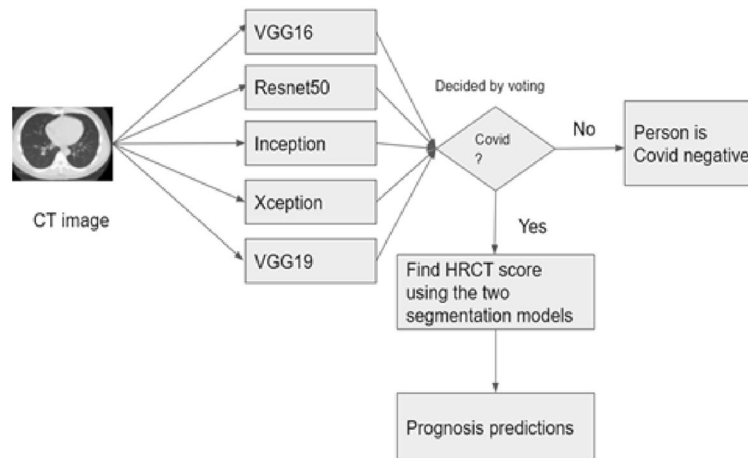 VGG16
Resnet50
Inception
Xception
VGG19
CT image
Decided by voting
Covid
?
No
Person is
Covid negative
Yes
Find HRCT score
using the two
segmentation models
Prognosis predictions